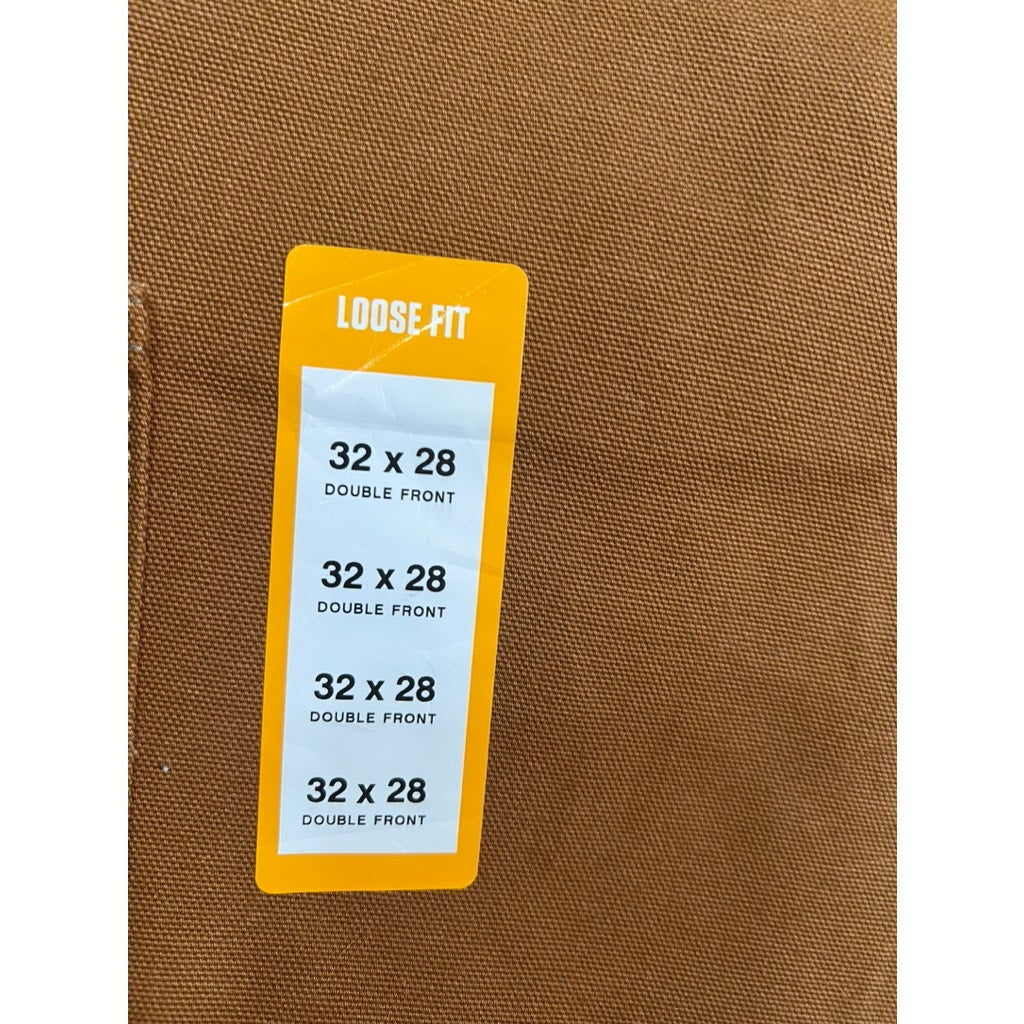 LOOSE FIT
32 x 28
DOUBLE FRONT
32 x 28
DOUBLE FRONT
32 x 28
DOUBLE FRONT
32 x 28
DOUBLE FRONT